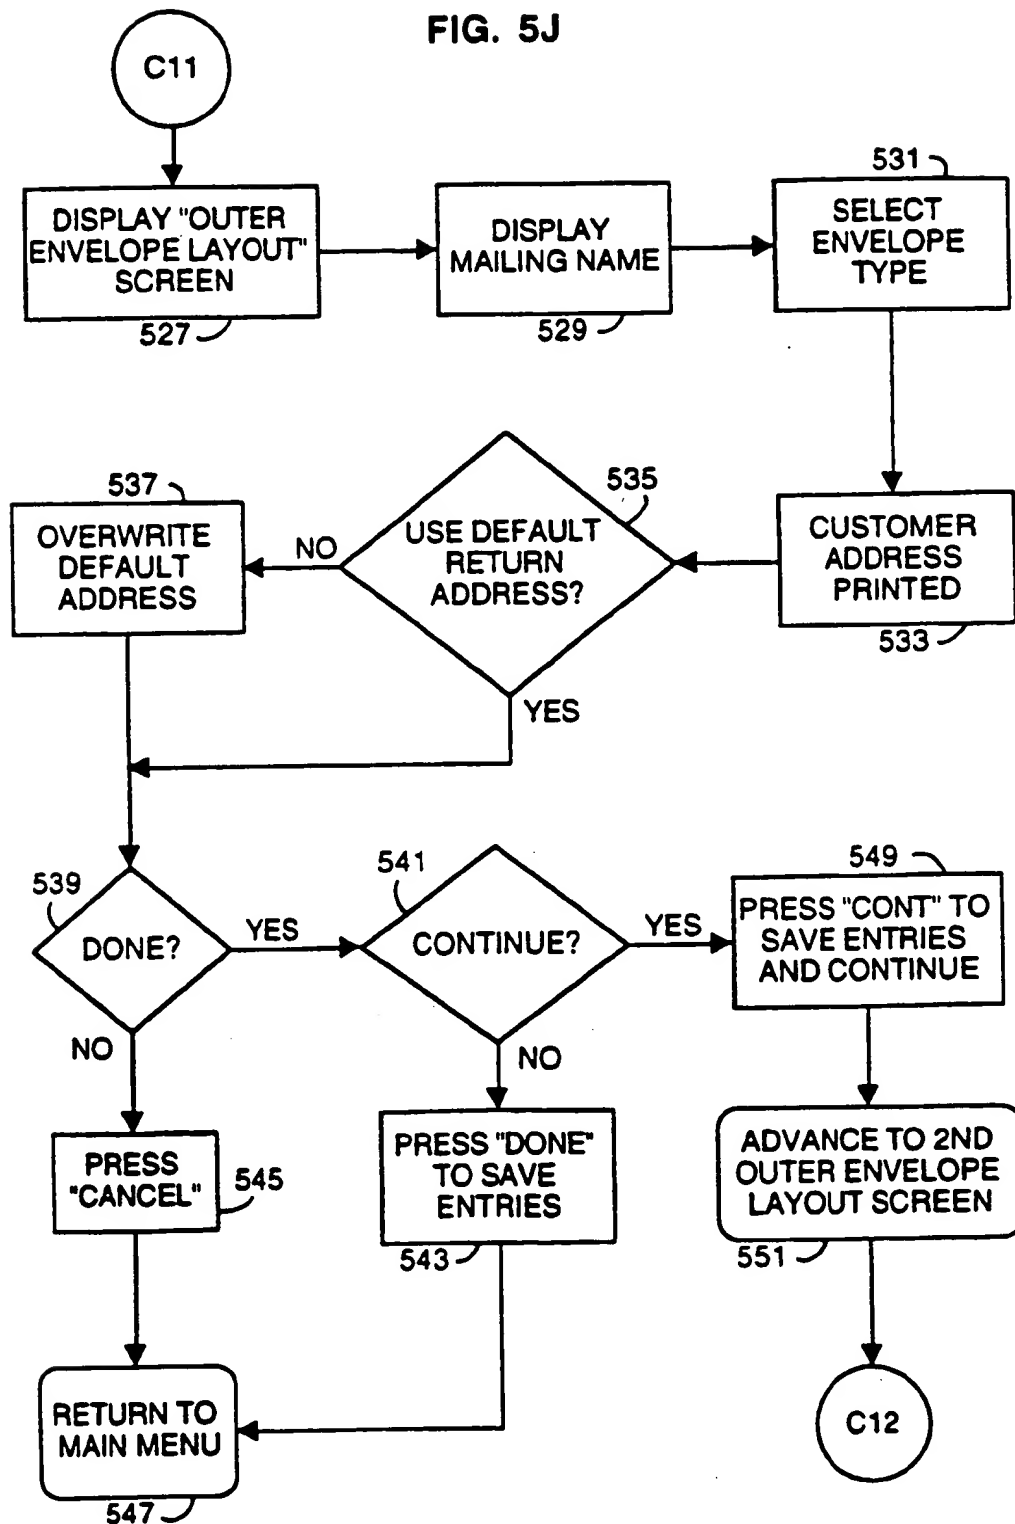 FIG. 5J
C11
DISPLAY "OUTER
ENVELOPE LAYOUT"
SCREEN
527
DISPLAY
MAILING NAME
529
531
SELECT
ENVELOPE
TYPE
CUSTOMER
ADDRESS
PRINTED
533
535
USE DEFAULT
RETURN
ADDRESS?
NO
YES
537
OVERWRITE
DEFAULT
ADDRESS
539
DONE?
YES
NO
541
CONTINUE?
YES
NO
549
PRESS "CONT" TO
SAVE ENTRIES
AND CONTINUE
PRESS
"CANCEL"
545
PRESS "DONE"
TO SAVE
ENTRIES
543
ADVANCE TO 2ND
OUTER ENVELOPE
LAYOUT SCREEN
551
RETURN TO
MAIN MENU
547
C12